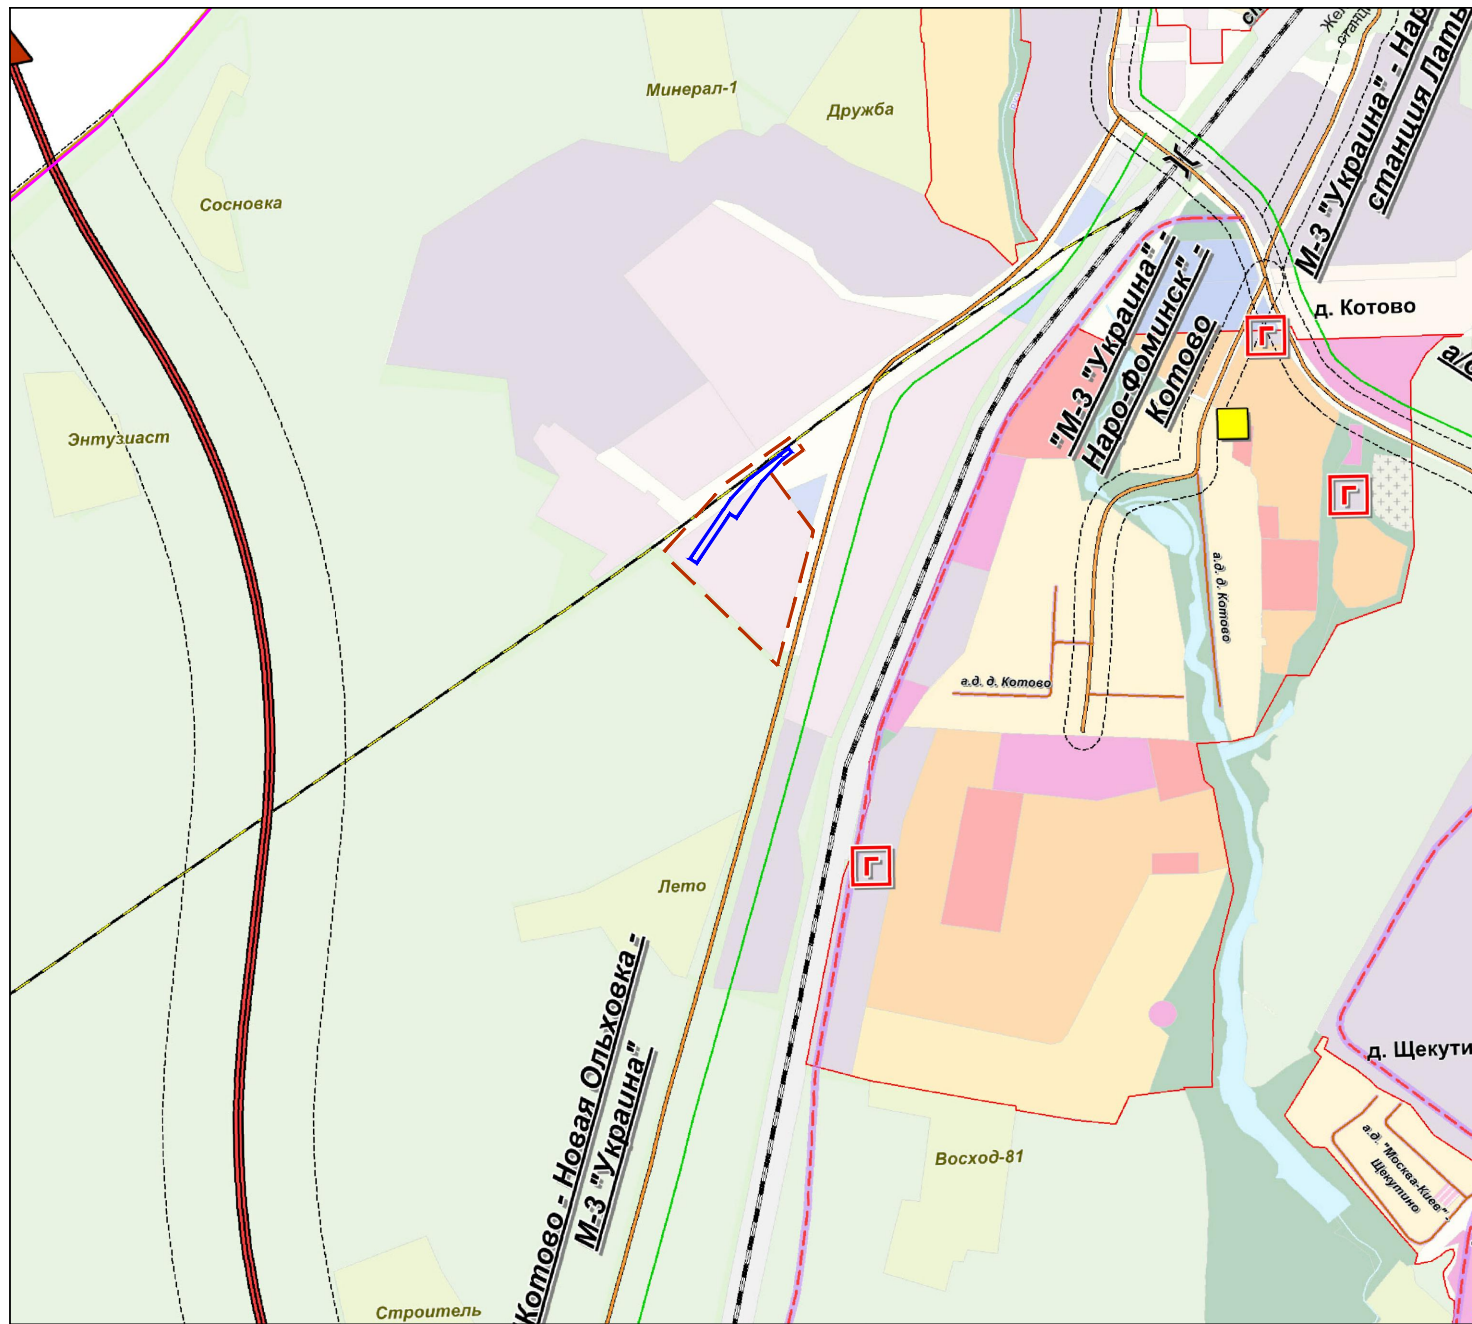 Минерал-1
Дружба
Сосновка
М-3 "Украина" - Нар
станция Лать
"М-3 "Украина" -
Наро-Фоминск" -
Котово
д. Котово
а/
Энтузиаст
Г
Г
а.д. д. Котово
а.д. д. Котово
Г
Лето
Котово - Новая Ольховка -
М-3 "Украина"
д. Щекути
а.д. "Москва-Киев"-
Щекутино
Восход-81
Строитель